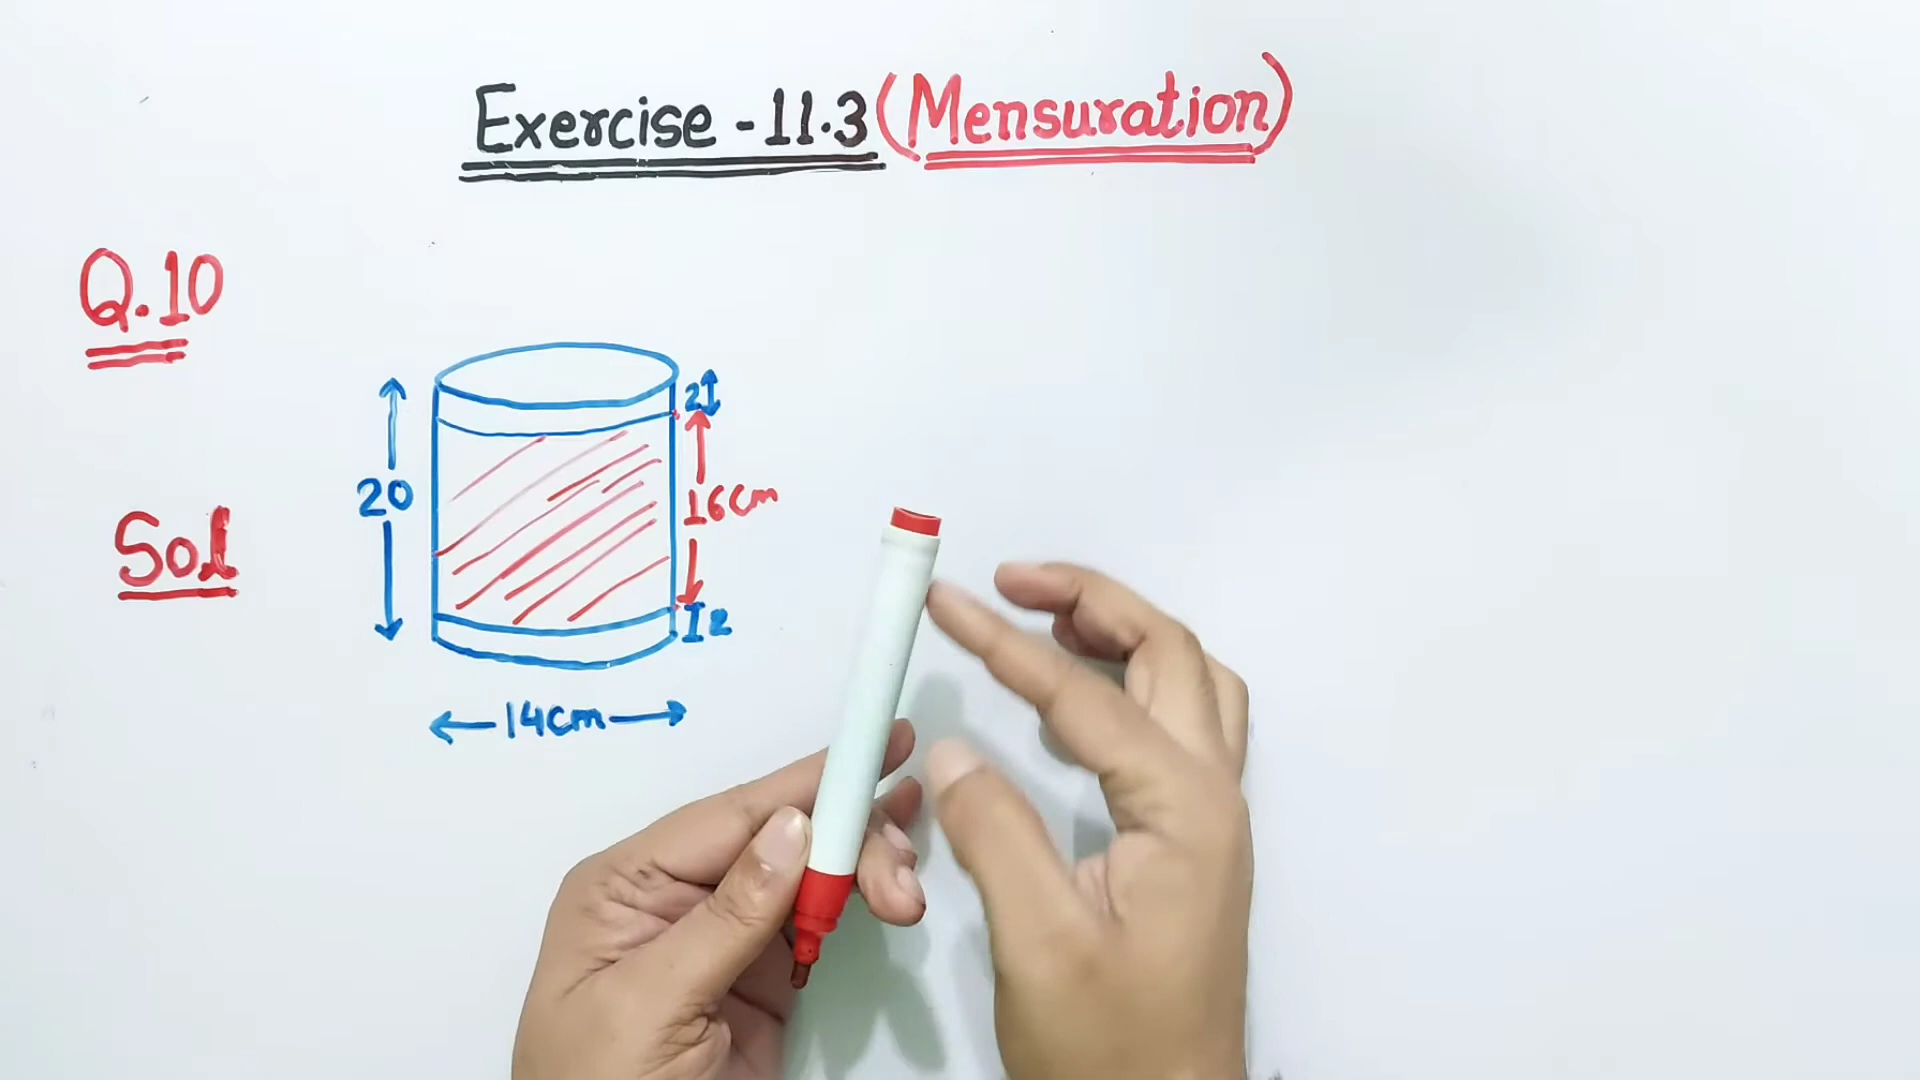 Exercise - 11.3 (Mensuration)
Q.10
2
20
16cm
Sol
2
14cm